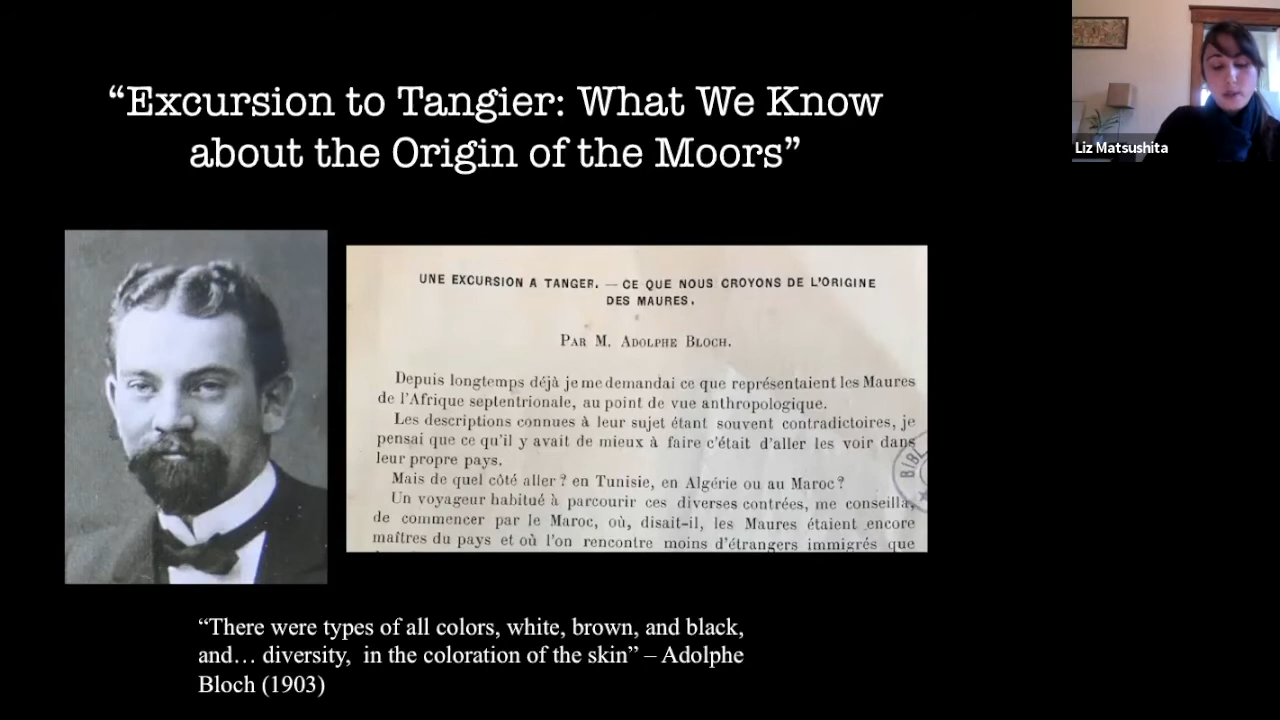 “Excursion to Tangier: What We Know
about the Origin of the Moors”
Liz Matsushita
UNE EXCURSION A TANGER. — CE QUE NOUS CROYONS DE L'ORIGINE
DES MAURES.
PAR M. ADOLPHE BLOCH.
Depuis longtemps déjà je me demandai ce que représentaient les Maures
de l'Afrique septentrionale, au point de vue anthropologique.
Les descriptions connues à leur sujet étant souvent contradictoires, je
pensai que ce qu'il y avait de mieux à faire c'était d'aller les voir dans
leur propre pays.
Mais de quel côté aller ? en Tunisie, en Algérie ou au Maroc ?
Un voyageur habitué à parcourir ces diverses contrées, me conseilla,
de commencer par le Maroc, où, disait-il, les Maures étaient encore
maîtres du pays et où l'on rencontre moins d'étrangers immigrés que
BIB
“There were types of all colors, white, brown, and black,
and… diversity,  in the coloration of the skin” – Adolphe
Bloch (1903)